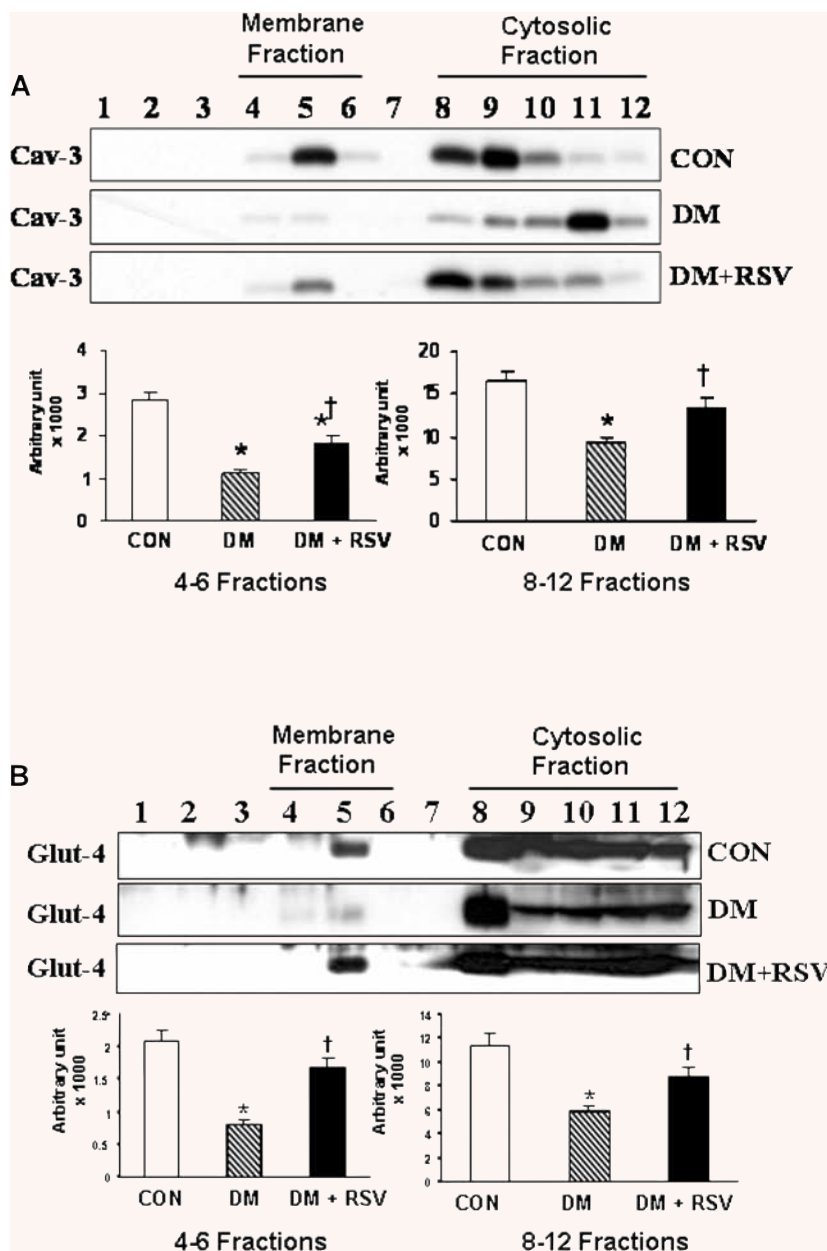 Membrane Fraction
Cytosolic Fraction
A
1 2 3 4 5 6 7 8 9 10 11 12
Cav-3 CON
Cav-3 DM
Cav-3 DM+RSV
Arbitrary unit
x 1000
4
3
2
1
0
*
*†
CON DM DM + RSV
4-6 Fractions
Arbitrary unit
x 1000
20
15
10
5
0
*
†
CON DM DM + RSV
8-12 Fractions
Membrane Fraction
Cytosolic Fraction
B
1 2 3 4 5 6 7 8 9 10 11 12
Glut-4 CON
Glut-4 DM
Glut-4 DM+RSV
Arbitrary unit
x 1000
2.5
2
1.5
1
0.5
0
*
†
CON DM DM + RSV
4-6 Fractions
Arbitrary unit
x 1000
14
12
10
8
6
4
2
0
*
†
CON DM DM + RSV
8-12 Fractions